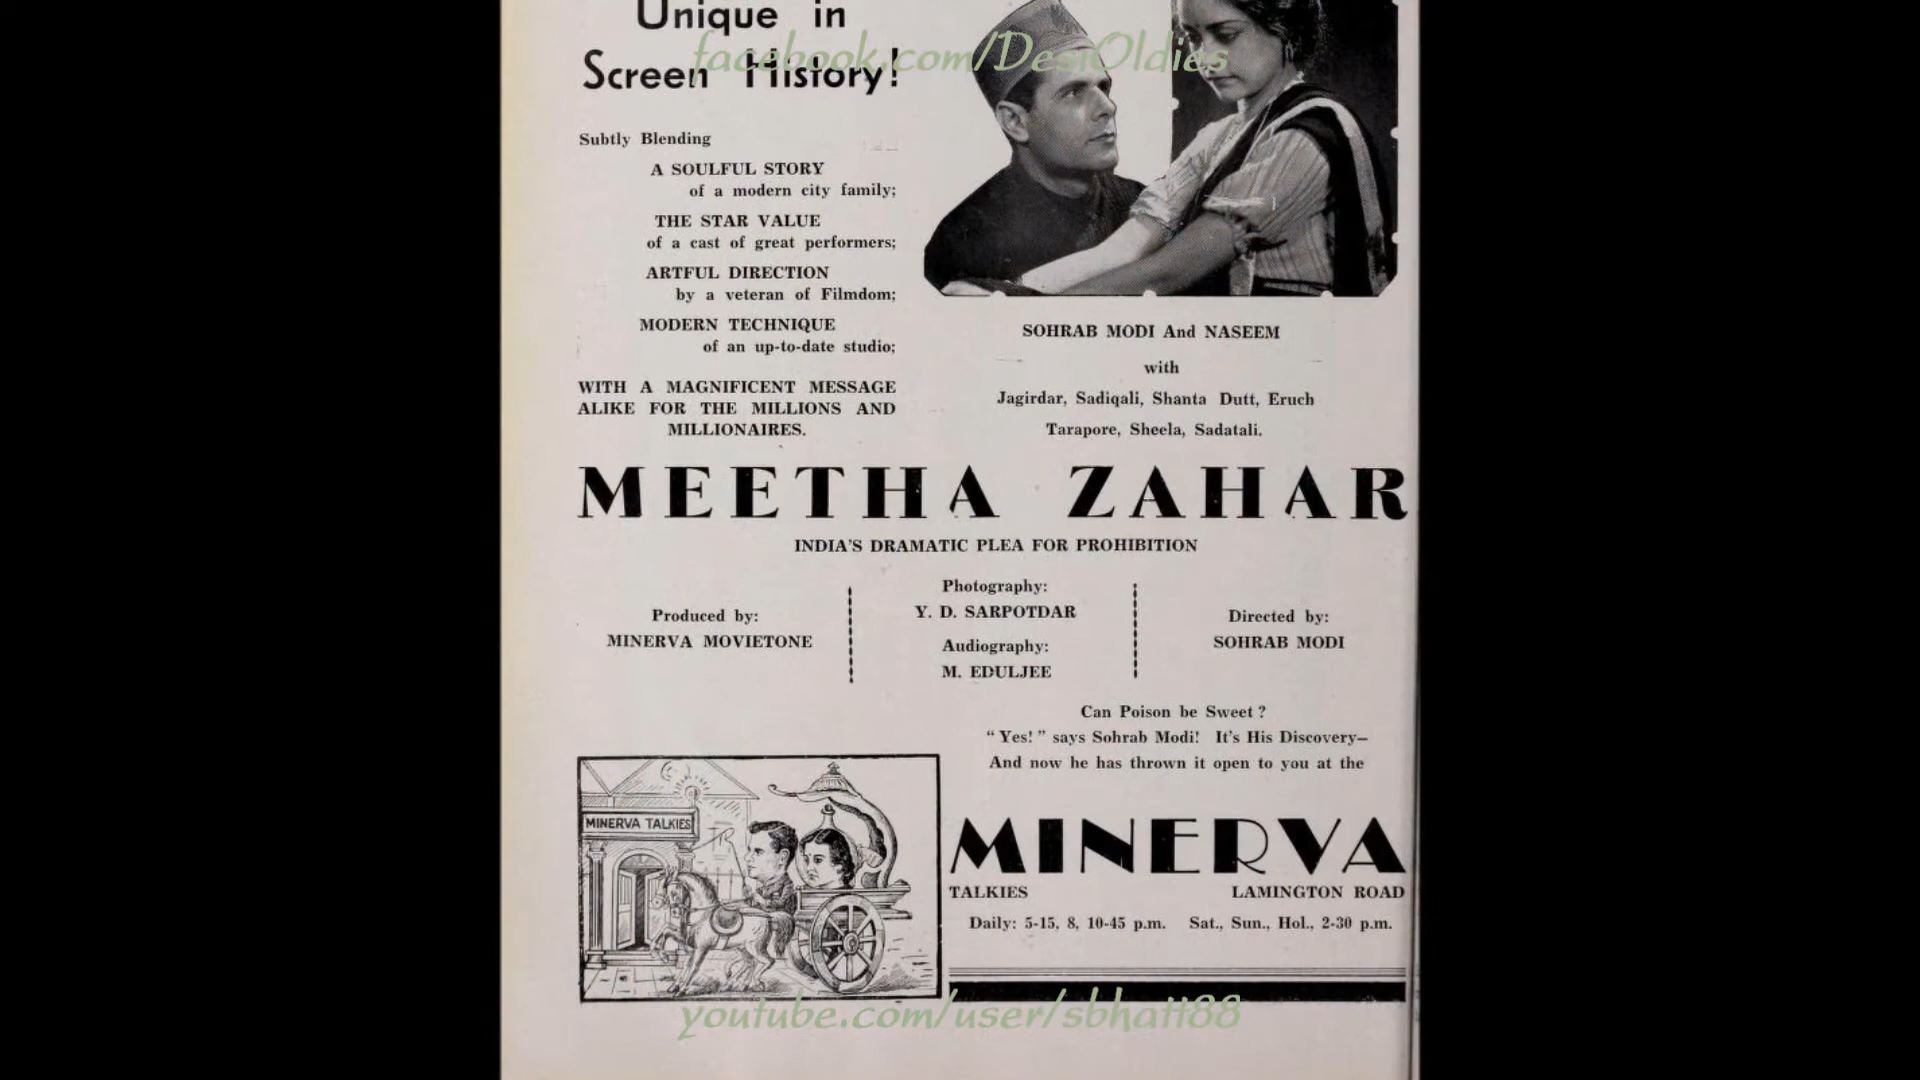 Unique in
Screen History!
facebook.com/DesiOldies
Subtly Blending
A SOULFUL STORY
of a modern city family;
THE STAR VALUE
of a cast of great performers;
ARTFUL DIRECTION
by a veteran of Filmdom;
MODERN TECHNIQUE
of an up-to-date studio;
WITH A MAGNIFICENT MESSAGE
ALIKE FOR THE MILLIONS AND
MILLIONAIRES.
SOHRAB MODI And NASEEM
with
Jagirdar, Sadiqali, Shanta Dutt, Eruch
Tarapore, Sheela, Sadatali.
MEETHA ZAHAR
INDIA'S DRAMATIC PLEA FOR PROHIBITION
Produced by:
MINERVA MOVIETONE
Photography:
Y. D. SARPOTDAR
Audiography:
M. EDULJEE
Directed by:
SOHRAB MODI
Can Poison be Sweet ?
“ Yes! ” says Sohrab Modi! It's His Discovery—
And now he has thrown it open to you at the
MINERVA TALKIES
MINERVA
TALKIES LAMINGTON ROAD
Daily: 5-15, 8, 10-45 p.m. Sat., Sun., Hol., 2-30 p.m.
youtube.com/user/sbhatt88